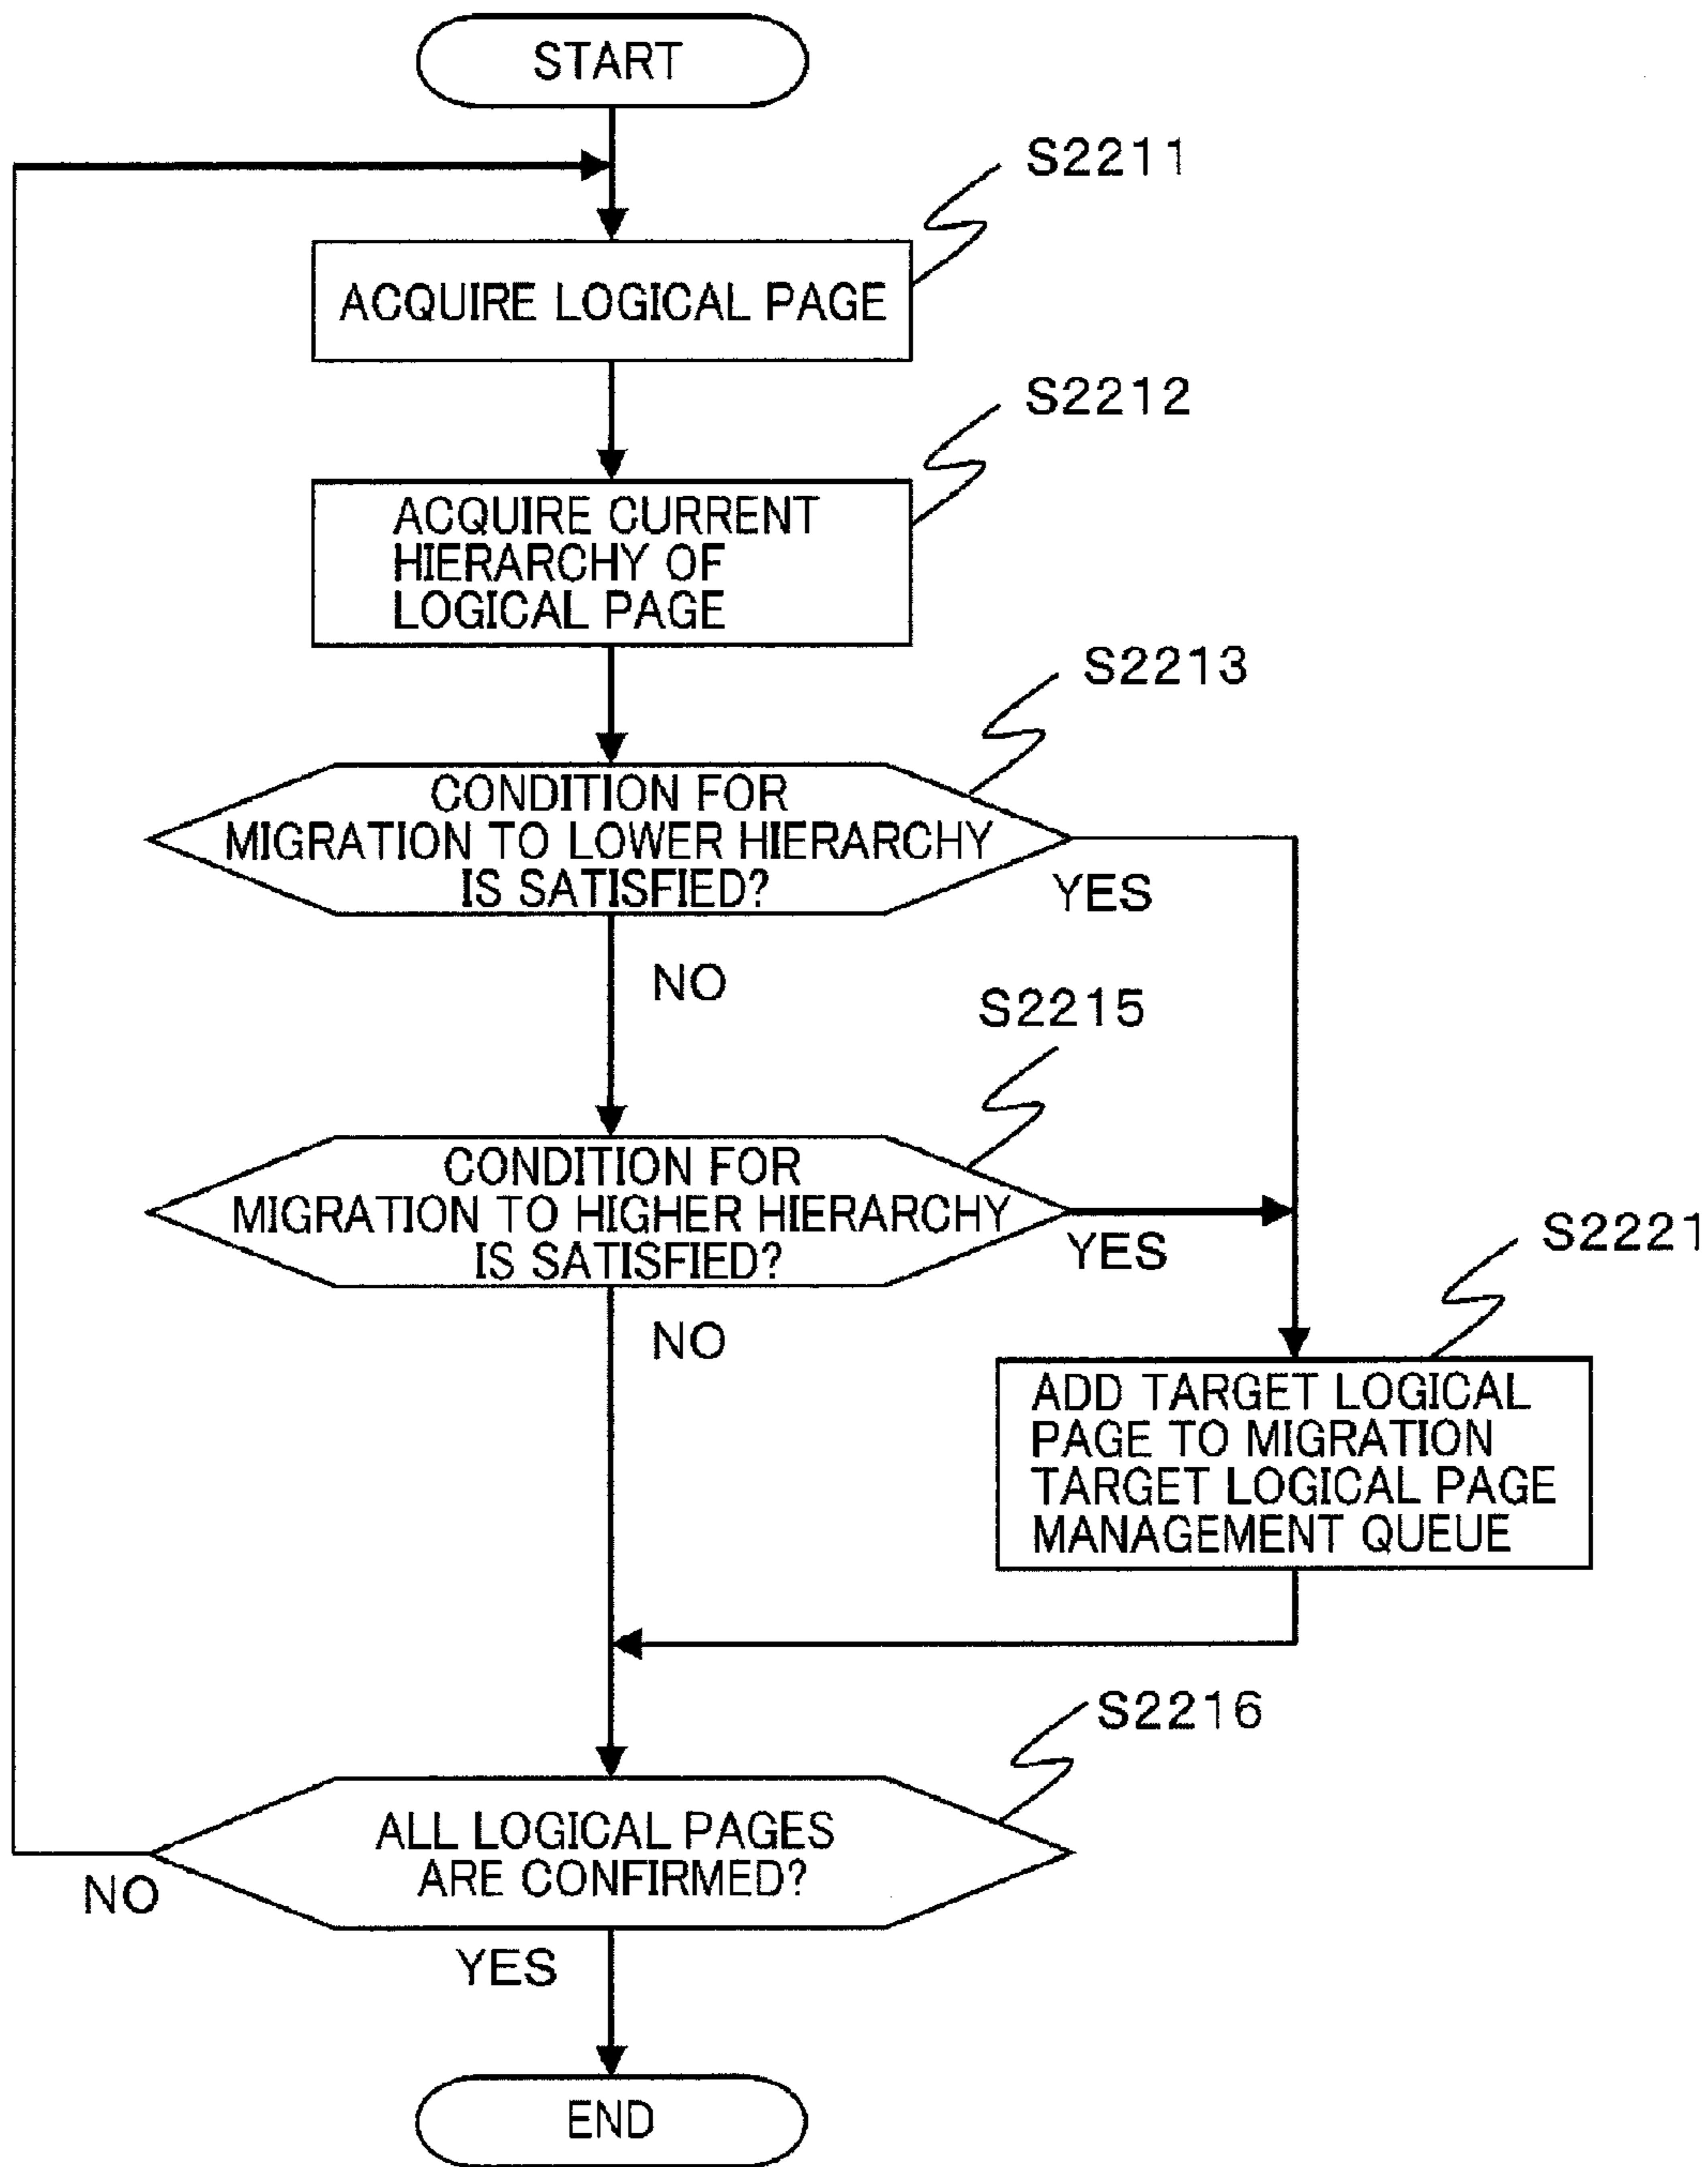 START
S2211
ACQUIRE LOGICAL PAGE
S2212
ACQUIRE CURRENT
HIERARCHY OF
LOGICAL PAGE
S2213
CONDITION FOR
MIGRATION TO LOWER HIERARCHY
IS SATISFIED?
YES
NO
S2215
CONDITION FOR
MIGRATION TO HIGHER HIERARCHY
IS SATISFIED?
YES
NO
S2221
ADD TARGET LOGICAL
PAGE TO MIGRATION
TARGET LOGICAL PAGE
MANAGEMENT QUEUE
S2216
ALL LOGICAL PAGES
ARE CONFIRMED?
NO
YES
END